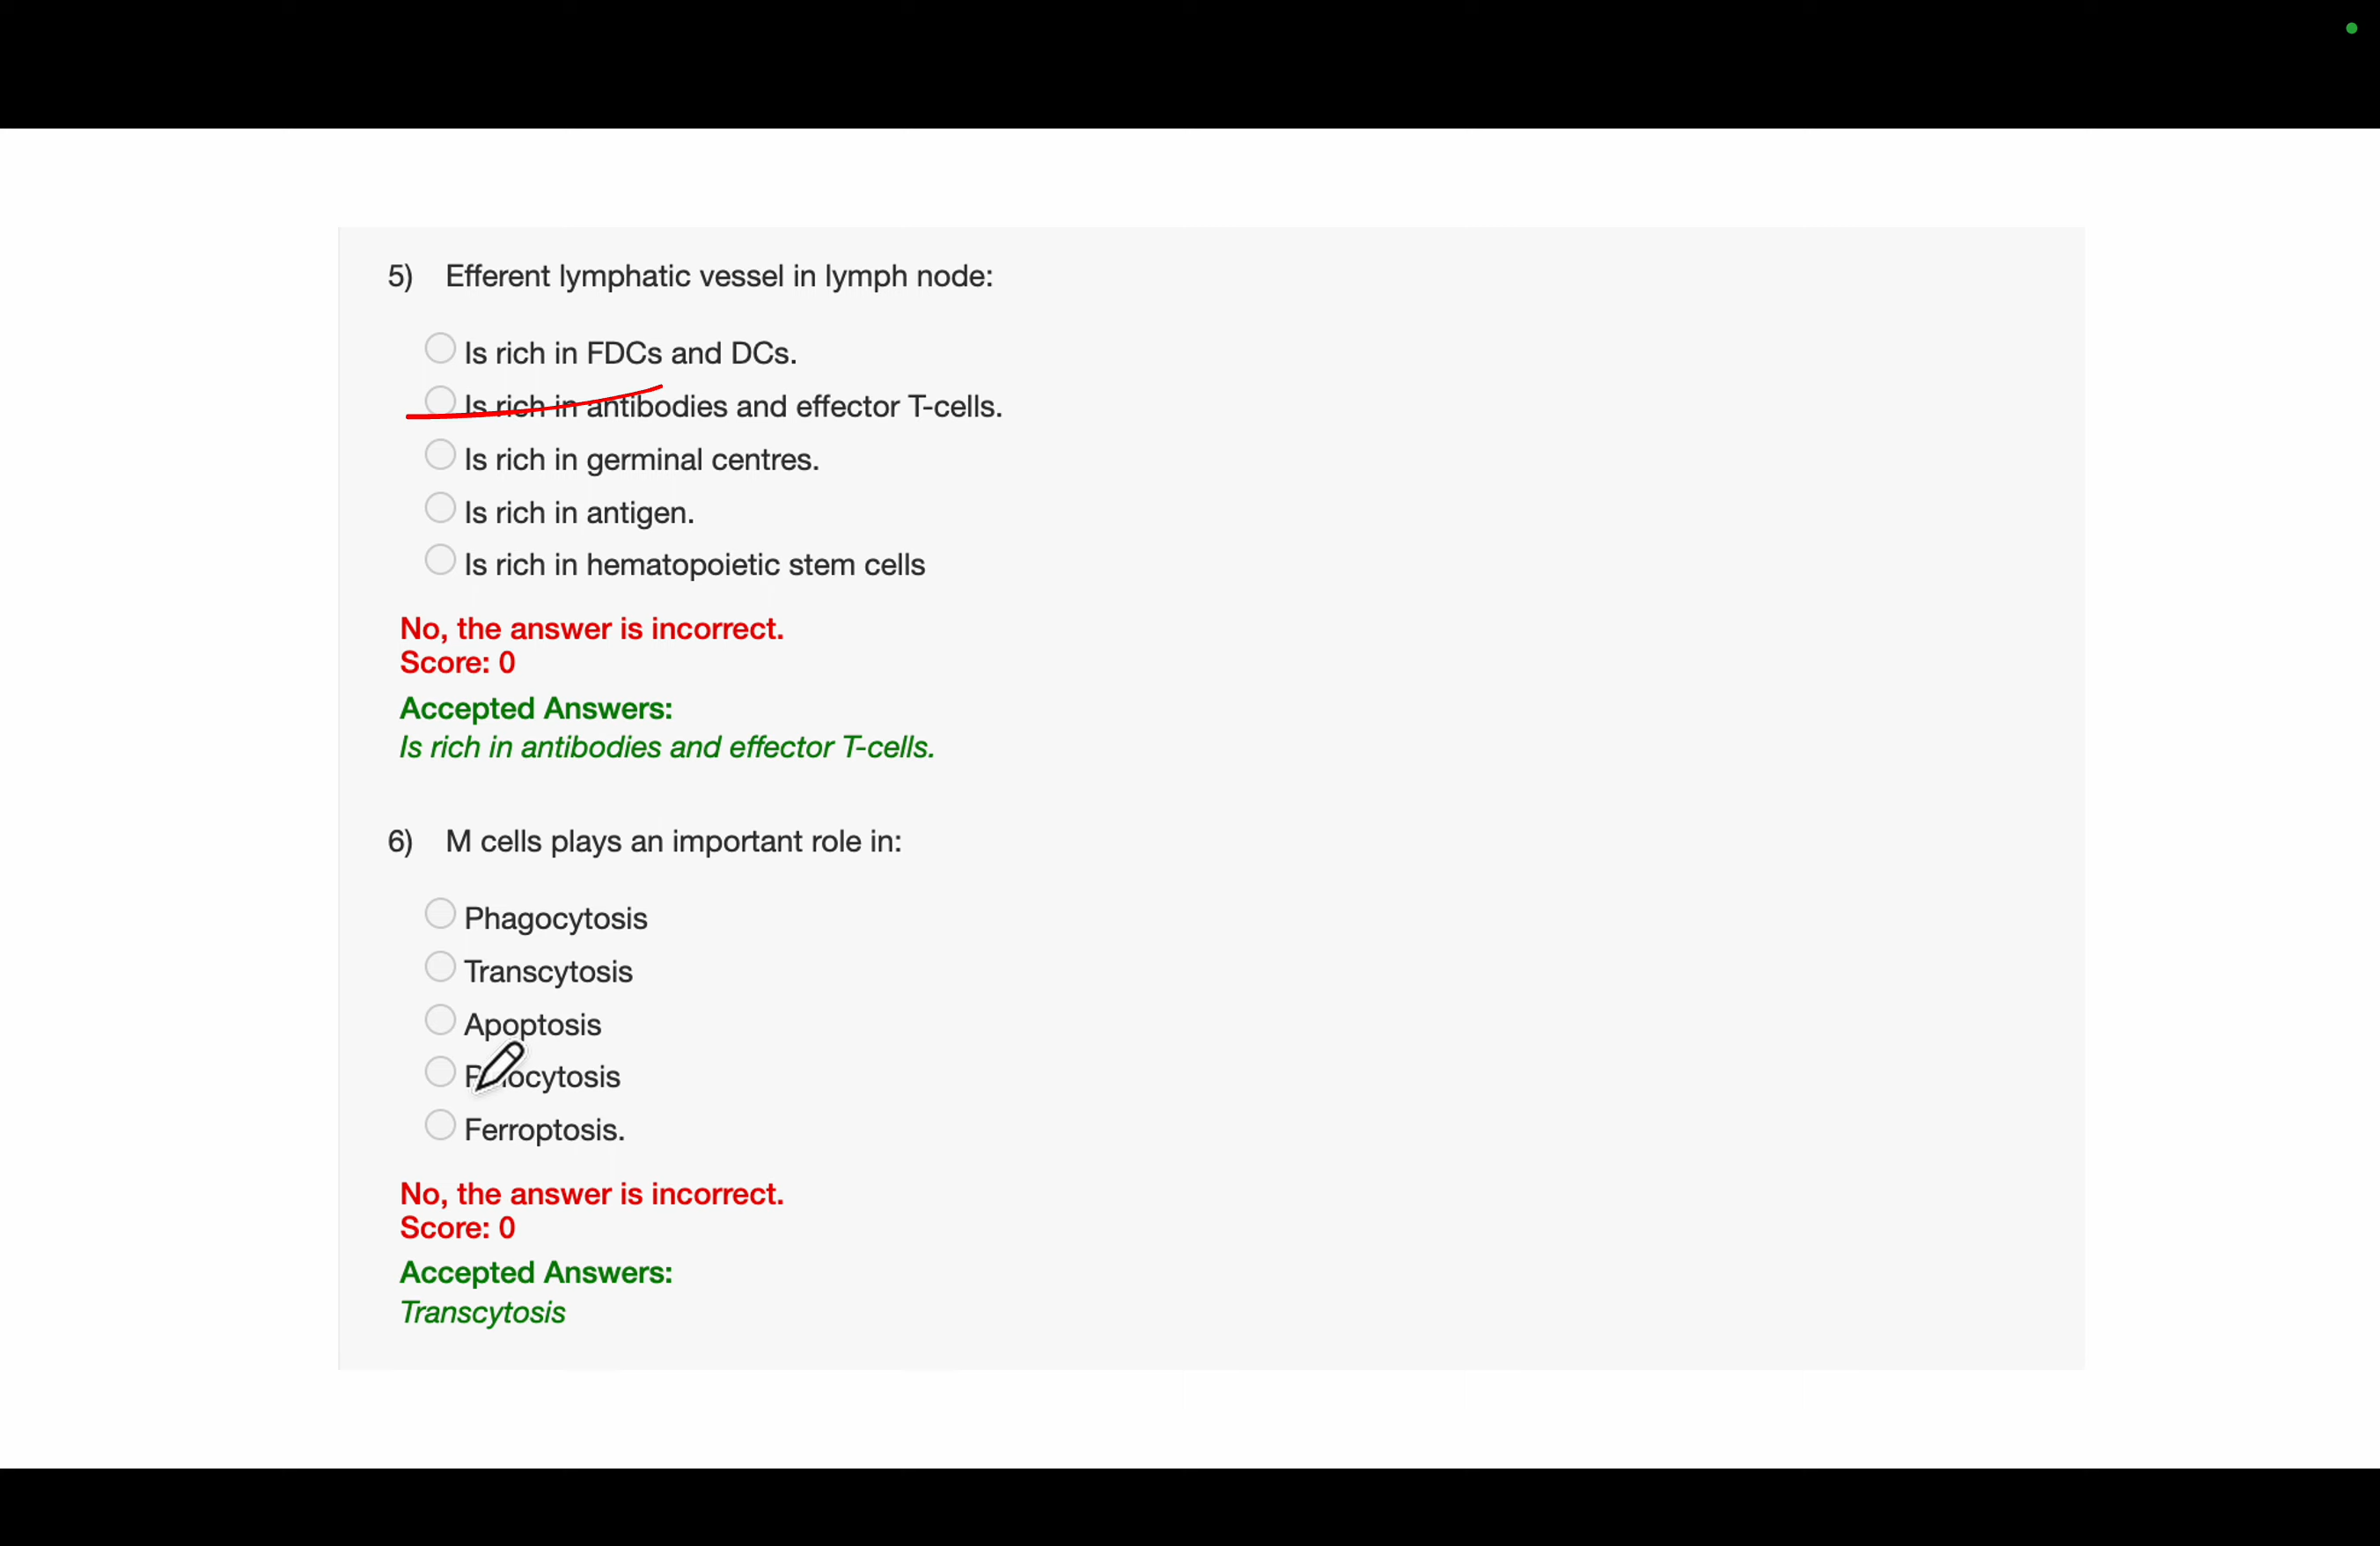 5) Efferent lymphatic vessel in lymph node:
Is rich in FDCs and DCs.
Is rich in antibodies and effector T-cells.
Is rich in germinal centres.
Is rich in antigen.
Is rich in hematopoietic stem cells
No, the answer is incorrect.
Score: 0
Accepted Answers:
Is rich in antibodies and effector T-cells.
6) M cells plays an important role in:
Phagocytosis
Transcytosis
Apoptosis
Ferroptosis.
No, the answer is incorrect.
Score: 0
Accepted Answers:
Transcytosis